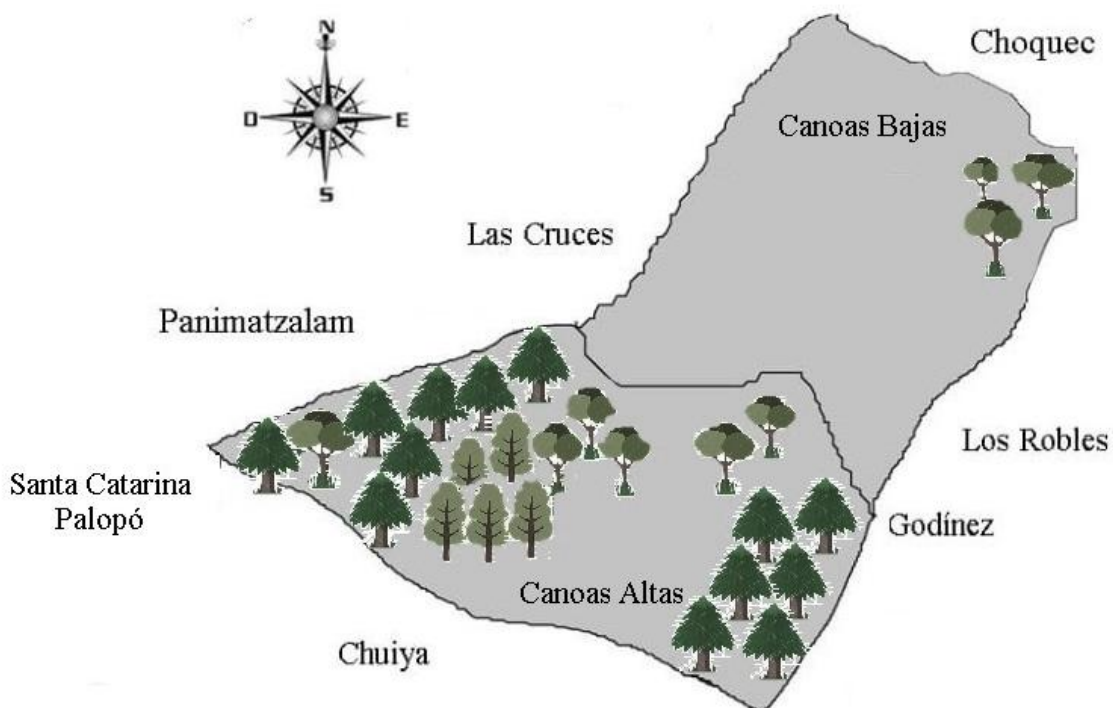 N
Choquec
O
E
Canoas Bajas
S
Las Cruces
Panimatzalam
Los Robles
Santa Catarina
Palopó
Godínez
Canoas Altas
Chuiya